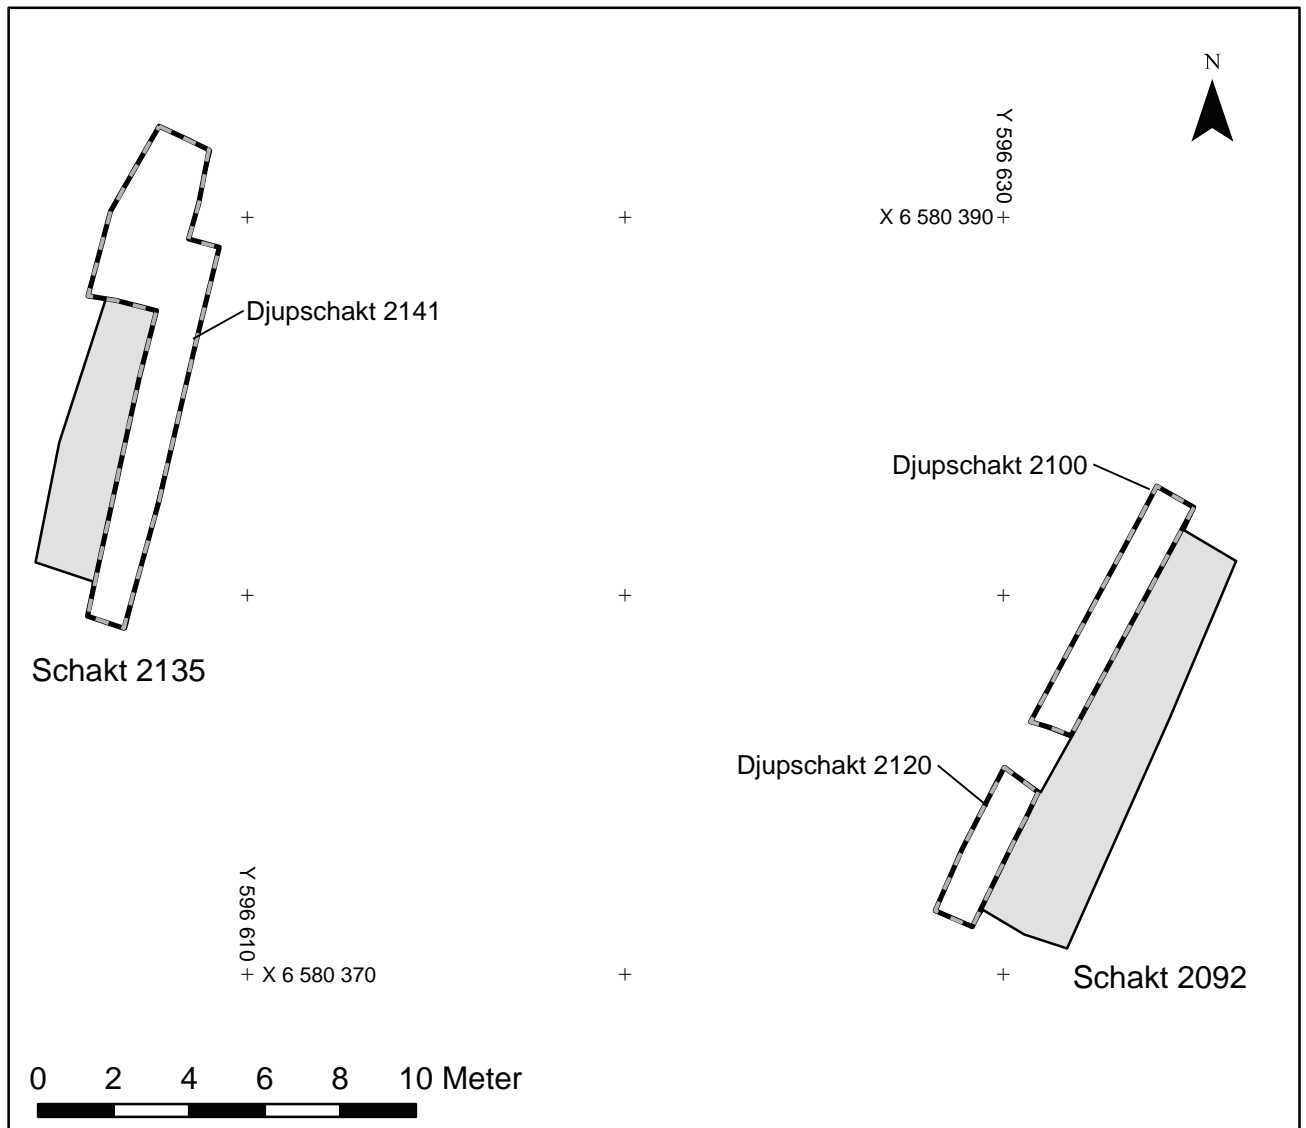 N
Y 596 630
X 6 580 390
Djupschakt 2141
Djupschakt 2100
Schakt 2135
Djupschakt 2120
Y 596 610
X 6 580 370
Schakt 2092
0 2 4 6 8 10 Meter